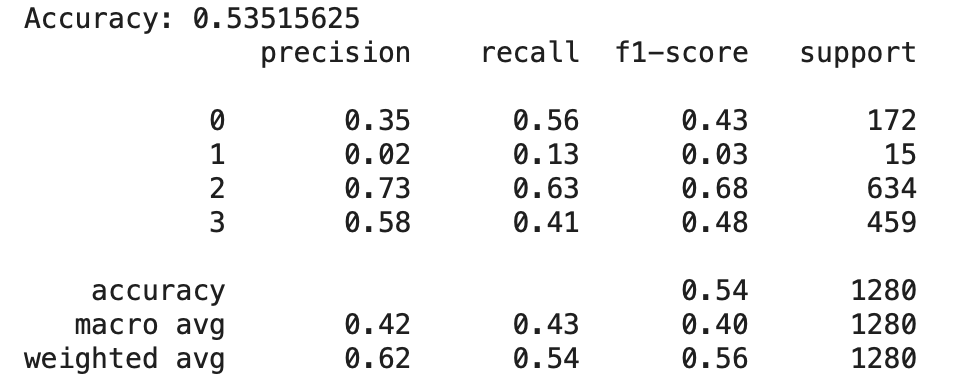 Accuracy: 0.53515625
precision recall f1-score support
0 0.35 0.56 0.43 172
1 0.02 0.13 0.03 15
2 0.73 0.63 0.68 634
3 0.58 0.41 0.48 459
accuracy 0.54 1280
macro avg 0.42 0.43 0.40 1280
weighted avg 0.62 0.54 0.56 1280